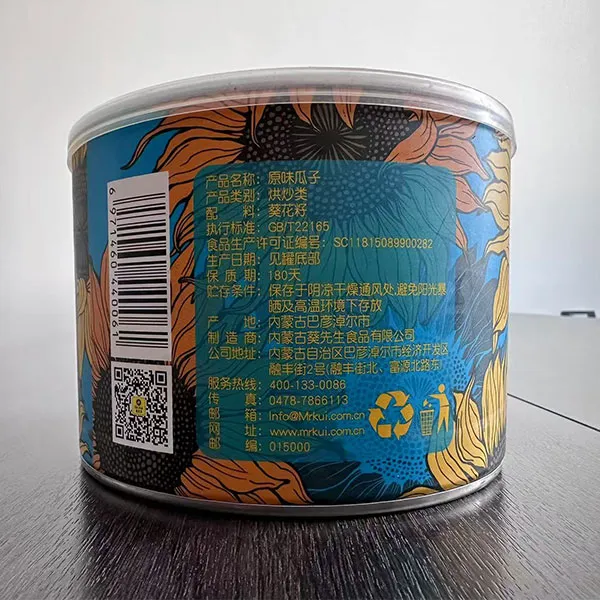 产品名称：原味瓜子
产品类别：烘炒类
配 料：葵花籽
执行标准：GB/T22165
食品生产许可证编号：SC11815089900282
生产日期：见罐底部
保 质 期：180天
贮存条件：保存于阴凉干燥通风处，避免阳光暴
晒及高温环境下存放
产 地：内蒙古巴彦淖尔市
制 造 商：内蒙古葵先生食品有限公司
公司地址：内蒙古自治区巴彦淖尔市经济开发区
融丰街2号(融丰街北、富源北路东)
服务热线：400-133-0086
传 真：0478-7866113
邮 箱：Info@Mrkui.com.cn
网 址：www.mrkui.com.cn
邮 编：015000
6 971460 440061